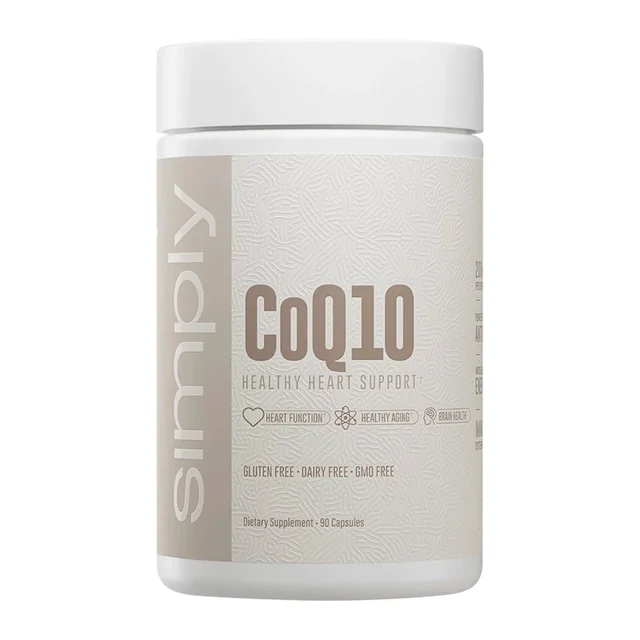 simply
CoQ10
HEALTHY HEART SUPPORT†
HEART FUNCTION† HEALTHY AGING† BRAIN HEALTH
GLUTEN FREE • DAIRY FREE • GMO FREE
Dietary Supplement • 90 Capsules